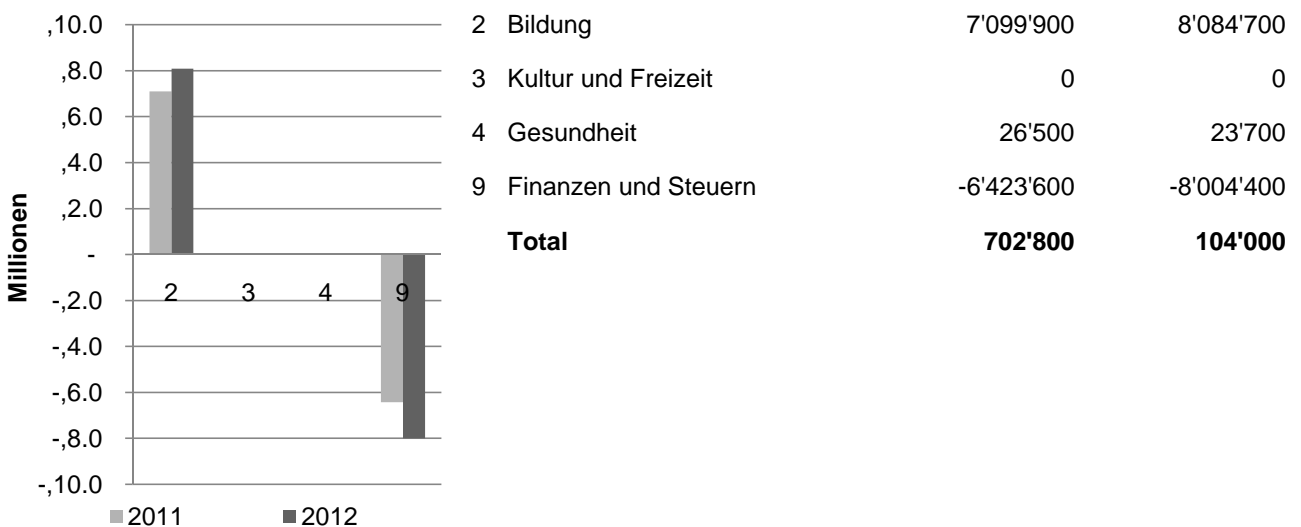 ,10.0
,8.0
,6.0
,4.0
,2.0
-
-,2.0
-,4.0
-,6.0
-,8.0
-,10.0
Millionen
2 3 4 9
2011 2012
2 Bildung 7'099'900 8'084'700
3 Kultur und Freizeit 0 0
4 Gesundheit 26'500 23'700
9 Finanzen und Steuern -6'423'600 -8'004'400
Total 702'800 104'000